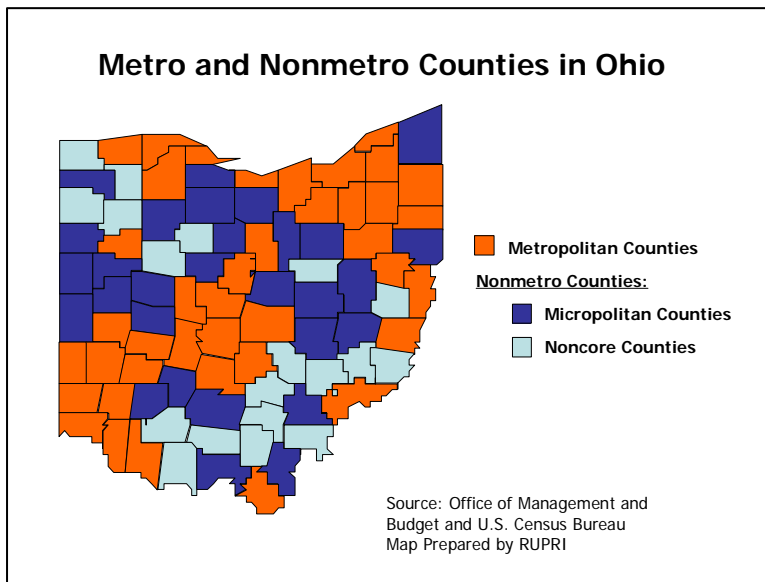 Metro and Nonmetro Counties in Ohio
Metropolitan Counties
Nonmetro Counties:
Micropolitan Counties
Noncore Counties
Source: Office of Management and
Budget and U.S. Census Bureau
Map Prepared by RUPRI